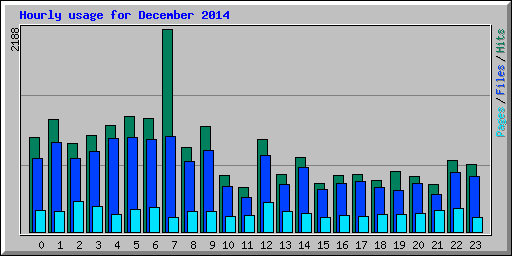 Hourly usage for December 2014
2188
Pages / Files / Hits
0 1 2 3 4 5 6 7 8 9 10 11 12 13 14 15 16 17 18 19 20 21 22 23